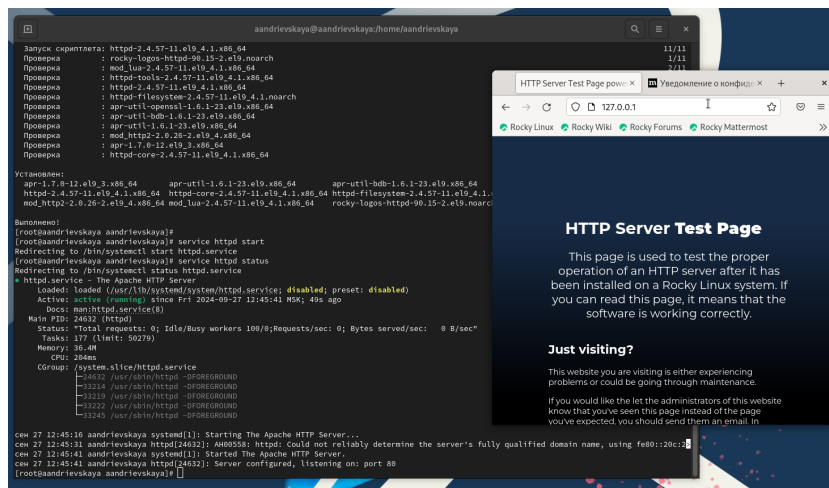 aandrievskaya@aandrievskaya:/home/aandrievskaya
Запуск скриптлета: httpd-2.4.57-11.el9_4.1.x86_64 11/11
Проверка : rocky-logos-httpd-90.15-2.el9.noarch 1/11
Проверка : mod_lua-2.4.57-11.el9_4.1.x86_64 2/11
Проверка : httpd-tools-2.4.57-11.el9_4.1.x86_64
Проверка : httpd-2.4.57-11.el9_4.1.x86_64
Проверка : httpd-filesystem-2.4.57-11.el9_4.1.noarch
Проверка : apr-util-openssl-1.6.1-23.el9.x86_64
Проверка : apr-util-bdb-1.6.1-23.el9.x86_64
Проверка : apr-util-1.6.1-23.el9.x86_64
Проверка : mod_http2-2.0.26-2.el9_4.x86_64
Проверка : apr-1.7.0-12.el9_3.x86_64
Проверка : httpd-core-2.4.57-11.el9_4.1.x86_64
Установлен:
apr-1.7.0-12.el9_3.x86_64 apr-util-1.6.1-23.el9.x86_64 apr-util-bdb-1.6.1-23.el9.x86_64
httpd-2.4.57-11.el9_4.1.x86_64 httpd-core-2.4.57-11.el9_4.1.x86_64 httpd-filesystem-2.4.57-11.el9_4.1.
mod_http2-2.0.26-2.el9_4.x86_64 mod_lua-2.4.57-11.el9_4.1.x86_64 rocky-logos-httpd-90.15-2.el9.noarc
Выполнено!
[root@aandrievskaya aandrievskaya]#
[root@aandrievskaya aandrievskaya]# service httpd start
Redirecting to /bin/systemctl start httpd.service
[root@aandrievskaya aandrievskaya]# service httpd status
Redirecting to /bin/systemctl status httpd.service
● httpd.service - The Apache HTTP Server
Loaded: loaded (/usr/lib/systemd/system/httpd.service; disabled; preset: disabled)
Active: active (running) since Fri 2024-09-27 12:45:41 MSK; 49s ago
Docs: man:httpd.service(8)
Main PID: 24632 (httpd)
Status: "Total requests: 0; Idle/Busy workers 100/0;Requests/sec: 0; Bytes served/sec: 0 B/sec"
Tasks: 177 (limit: 50279)
Memory: 36.4M
CPU: 204ms
CGroup: /system.slice/httpd.service
├─24632 /usr/sbin/httpd -DFOREGROUND
├─33214 /usr/sbin/httpd -DFOREGROUND
├─33219 /usr/sbin/httpd -DFOREGROUND
├─33222 /usr/sbin/httpd -DFOREGROUND
└─33245 /usr/sbin/httpd -DFOREGROUND
сен 27 12:45:16 aandrievskaya systemd[1]: Starting The Apache HTTP Server...
сен 27 12:45:31 aandrievskaya httpd[24632]: AH00558: httpd: Could not reliably determine the server's fully qualified domain name, using fe80::20c:2>
сен 27 12:45:41 aandrievskaya systemd[1]: Started The Apache HTTP Server.
сен 27 12:45:41 aandrievskaya httpd[24632]: Server configured, listening on: port 80
[root@aandrievskaya aandrievskaya]#
HTTP Server Test Page powe Уведомление о конфиде
127.0.0.1
Rocky Linux Rocky Wiki Rocky Forums Rocky Mattermost
HTTP Server Test Page
This page is used to test the proper
operation of an HTTP server after it has
been installed on a Rocky Linux system. If
you can read this page, it means that the
software is working correctly.
Just visiting?
This website you are visiting is either experiencing
problems or could be going through maintenance.
If you would like the let the administrators of this website
know that you've seen this page instead of the page
you've expected, you should send them an email. In